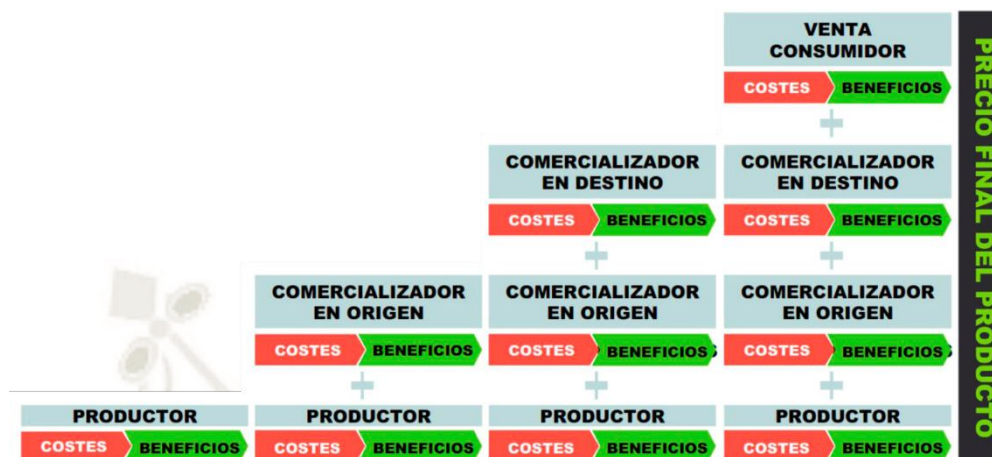 VENTA
CONSUMIDOR
COSTES BENEFICIOS
COMERCIALIZADOR
EN DESTINO
COSTES BENEFICIOS
COMERCIALIZADOR
EN DESTINO
COSTES BENEFICIOS
COMERCIALIZADOR
EN ORIGEN
COSTES BENEFICIOS
COMERCIALIZADOR
EN ORIGEN
COSTES BENEFICIOS
COMERCIALIZADOR
EN ORIGEN
COSTES BENEFICIOS
PRODUCTOR
COSTES BENEFICIOS
PRODUCTOR
COSTES BENEFICIOS
PRODUCTOR
COSTES BENEFICIOS
PRODUCTOR
COSTES BENEFICIOS
PRECIO FINAL DEL PRODUCTO